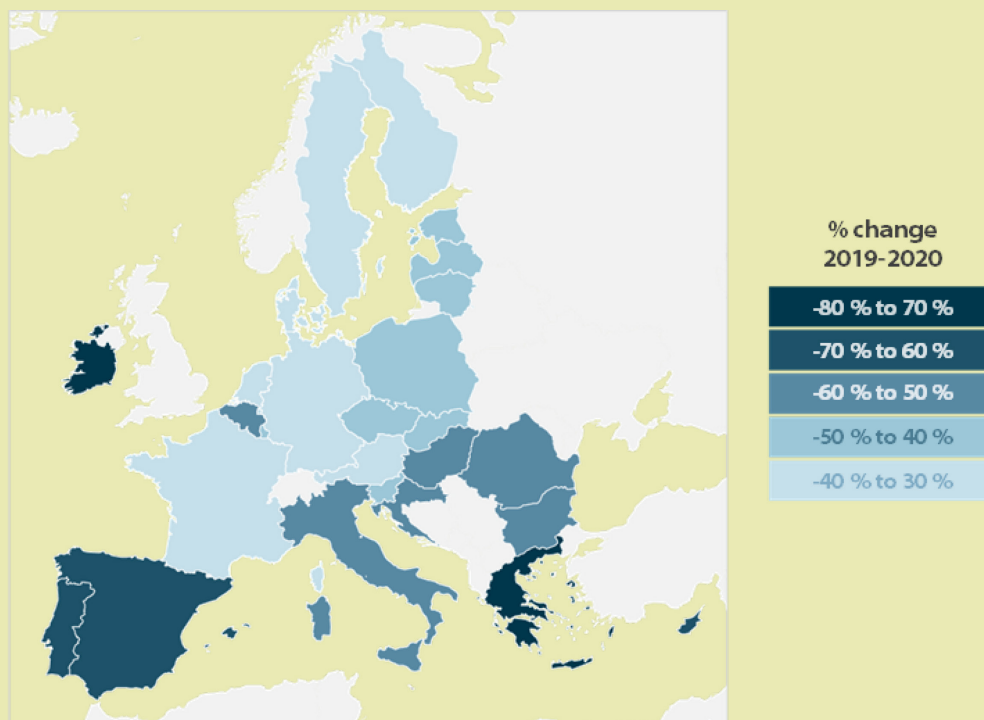 % change
2019-2020
-80 % to 70 %
-70 % to 60 %
-60 % to 50 %
-50 % to 40 %
-40 % to 30 %